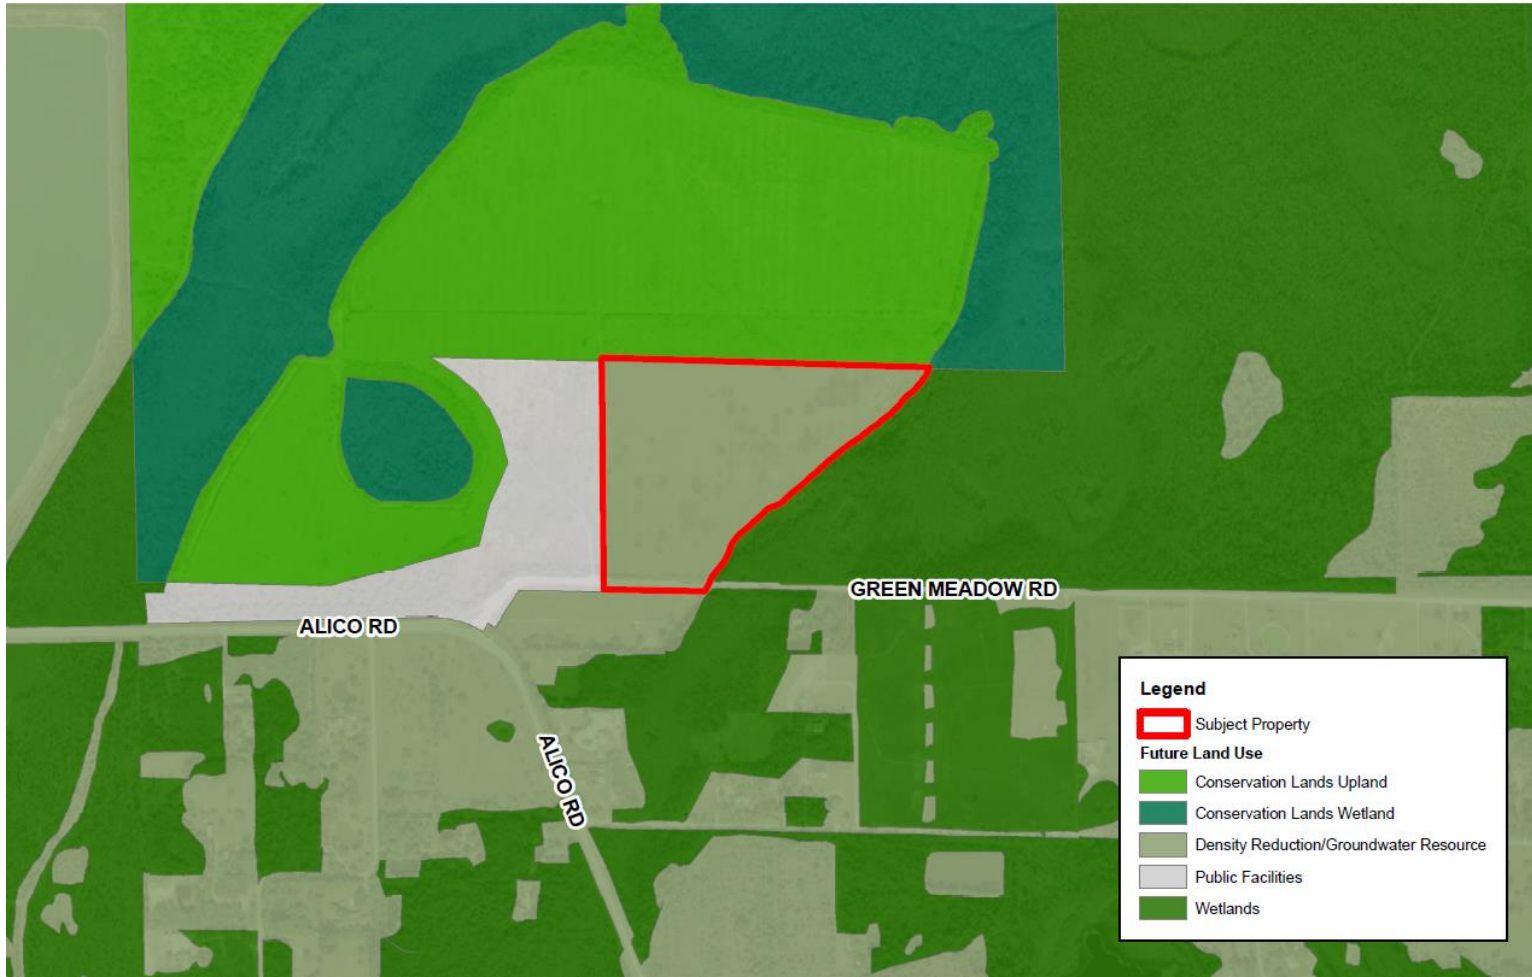 GREEN MEADOW RD
ALICO RD
ALICO RD
Legend
Subject Property
Future Land Use
Conservation Lands Upland
Conservation Lands Wetland
Density Reduction/Groundwater Resource
Public Facilities
Wetlands